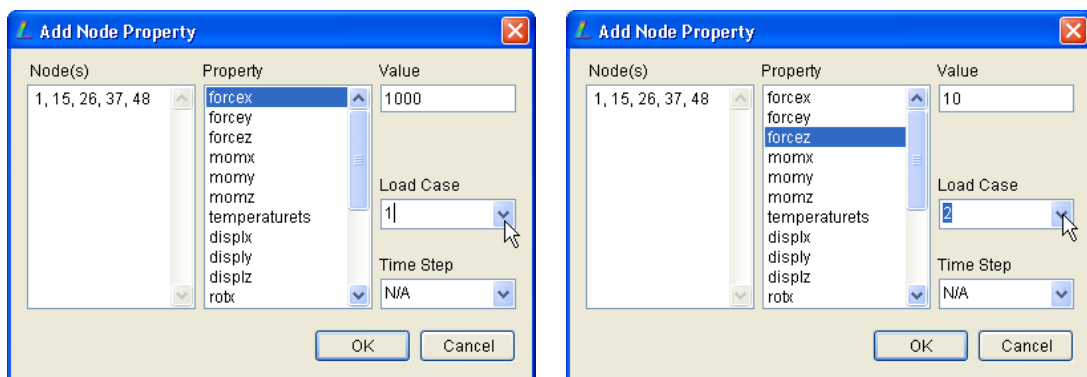 Add Node Property
Node(s)
1, 15, 26, 37, 48
Property
forcex
forcey
forcez
momx
momy
momz
temperaturets
displx
disply
displz
rotx
Value
1000
Load Case
1
Time Step
N/A
OK
Cancel
Add Node Property
Node(s)
1, 15, 26, 37, 48
Property
forcex
forcey
forcez
momx
momy
momz
temperaturets
displx
disply
displz
rotx
Value
10
Load Case
2
Time Step
N/A
OK
Cancel